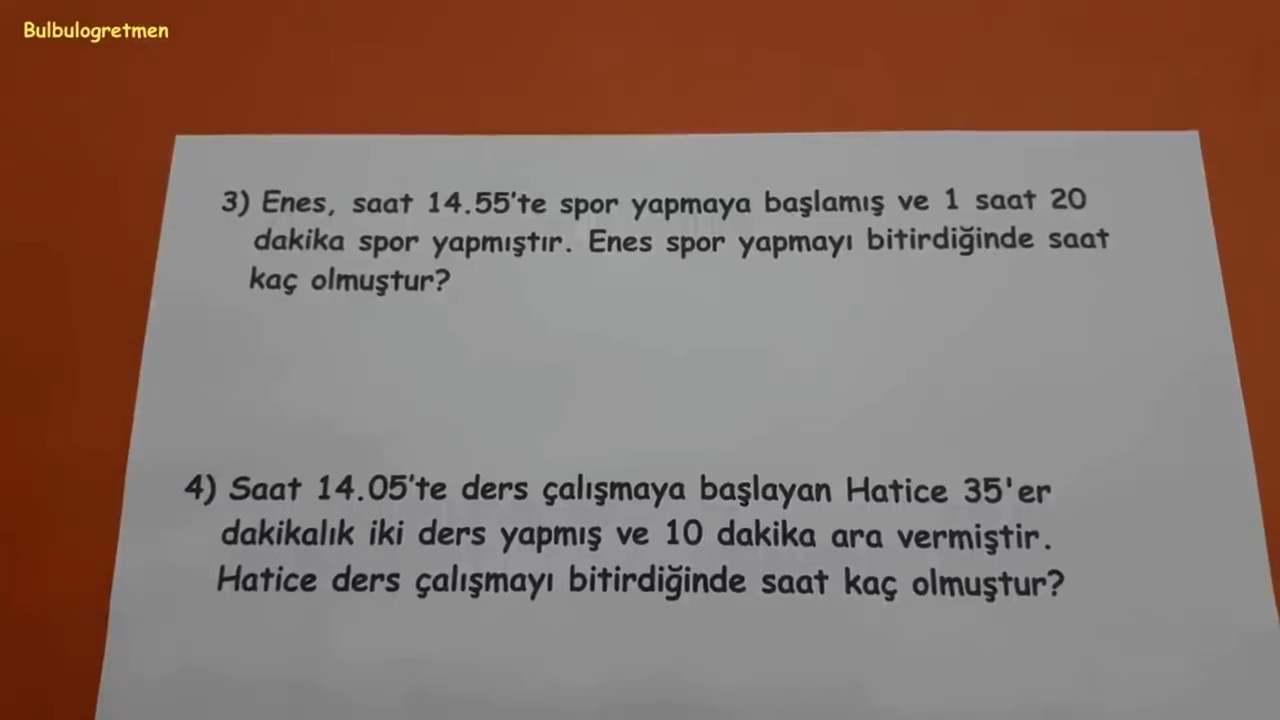 Bulbulogretmen
3) Enes, saat 14.55'te spor yapmaya başlamış ve 1 saat 20
dakika spor yapmıştır. Enes spor yapmayı bitirdiğinde saat
kaç olmuştur?
4) Saat 14.05'te ders çalışmaya başlayan Hatice 35'er
dakikalık iki ders yapmış ve 10 dakika ara vermiştir.
Hatice ders çalışmayı bitirdiğinde saat kaç olmuştur?